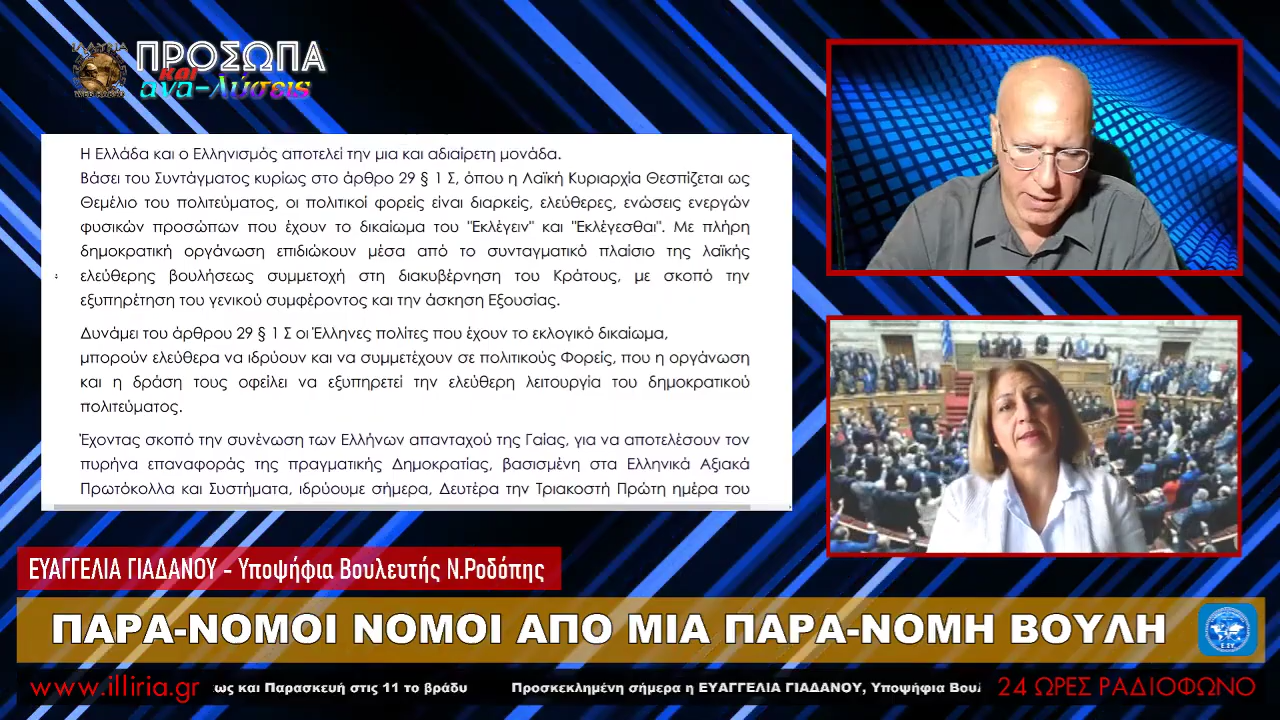 ΠΡΟΣΩΠΑ
και
ανα-λύσεις
Η Ελλάδα και ο Ελληνισμός αποτελεί την μια και αδιαίρετη μονάδα.
Βάσει του Συντάγματος κυρίως στο άρθρο 29 § 1 Σ, όπου η Λαϊκή Κυριαρχία Θεσπίζεται ως
Θεμέλιο του πολιτεύματος, οι πολιτικοί φορείς είναι διαρκείς, ελεύθερες, ενώσεις ενεργών
φυσικών προσώπων που έχουν το δικαίωμα του "Εκλέγειν" και "Εκλέγεσθαι". Με πλήρη
δημοκρατική οργάνωση επιδιώκουν μέσα από το συνταγματικό πλαίσιο της λαϊκής
ελεύθερης βουλήσεως συμμετοχή στη διακυβέρνηση του Κράτους, με σκοπό την
εξυπηρέτηση του γενικού συμφέροντος και την άσκηση Εξουσίας.
Δυνάμει του άρθρου 29 § 1 Σ οι Έλληνες πολίτες που έχουν το εκλογικό δικαίωμα,
μπορούν ελεύθερα να ιδρύουν και να συμμετέχουν σε πολιτικούς Φορείς, που η οργάνωση
και η δράση τους οφείλει να εξυπηρετεί την ελεύθερη λειτουργία του δημοκρατικού
πολιτεύματος.
Έχοντας σκοπό την συνένωση των Ελλήνων απανταχού της Γαίας, για να αποτελέσουν τον
πυρήνα επαναφοράς της πραγματικής Δημοκρατίας, βασισμένη στα Ελληνικά Αξιακά
Πρωτόκολλα και Συστήματα, ιδρύουμε σήμερα, Δευτέρα την Τριακοστή Πρώτη ημέρα του
ΕΥΑΓΓΕΛΙΑ ΓΙΑΔΑΝΟΥ - Υποψήφια Βουλευτής Ν.Ροδόπης
ΠΑΡΑ-ΝΟΜΟΙ ΝΟΜΟΙ ΑΠΟ ΜΙΑ ΠΑΡΑ-ΝΟΜΗ ΒΟΥΛΗ
Ε.ΣΥ.
www.illiria.gr
ως και Παρασκευή στις 11 το βράδυ
Προσκεκλημένη σήμερα η ΕΥΑΓΓΕΛΙΑ ΓΙΑΔΑΝΟΥ, Υποψήφια Βουλ
24 ΩΡΕΣ ΡΑΔΙΟΦΩΝΟ